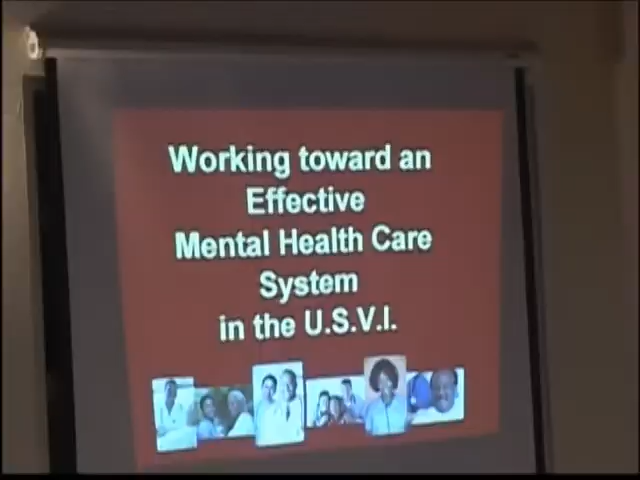 Working toward an
Effective
Mental Health Care
System
in the U.S.V.I.